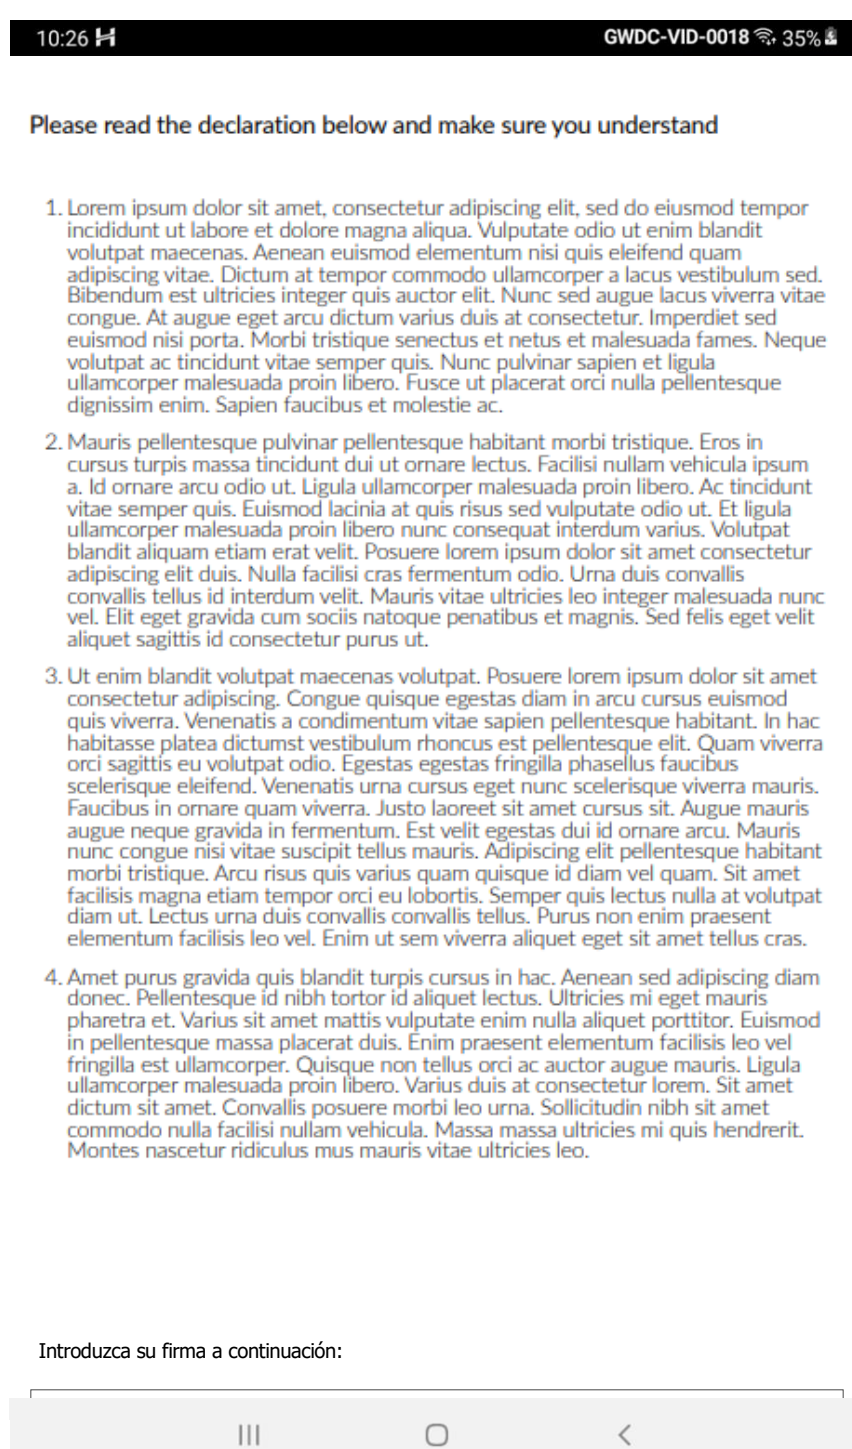 10:26 GWDC-VID-0018 35%
Please read the declaration below and make sure you understand
1. Lorem ipsum dolor sit amet, consectetur adipiscing elit, sed do eiusmod tempor
incididunt ut labore et dolore magna aliqua. Vulputate odio ut enim blandit
volutpat maecenas. Aenean euismod elementum nisi quis eleifend quam
adipiscing vitae. Dictum at tempor commodo ullamcorper a lacus vestibulum sed.
Bibendum est ultricies integer quis auctor elit. Nunc sed augue lacus viverra vitae
congue. At augue eget arcu dictum varius duis at consectetur. Imperdiet sed
euismod nisi porta. Morbi tristique senectus et netus et malesuada fames. Neque
volutpat ac tincidunt vitae semper quis. Nunc pulvinar sapien et ligula
ullamcorper malesuada proin libero. Fusce ut placerat orci nulla pellentesque
dignissim enim. Sapien faucibus et molestie ac.
2. Mauris pellentesque pulvinar pellentesque habitant morbi tristique. Eros in
cursus turpis massa tincidunt dui ut ornare lectus. Facilisi nullam vehicula ipsum
a. Id ornare arcu odio ut. Ligula ullamcorper malesuada proin libero. Ac tincidunt
vitae semper quis. Euismod lacinia at quis risus sed vulputate odio ut. Et ligula
ullamcorper malesuada proin libero nunc consequat interdum varius. Volutpat
blandit aliquam etiam erat velit. Posuere lorem ipsum dolor sit amet consectetur
adipiscing elit duis. Nulla facilisi cras fermentum odio. Urna duis convallis
convallis tellus id interdum velit. Mauris vitae ultricies leo integer malesuada nunc
vel. Elit eget gravida cum sociis natoque penatibus et magnis. Sed felis eget velit
aliquet sagittis id consectetur purus ut.
3. Ut enim blandit volutpat maecenas volutpat. Posuere lorem ipsum dolor sit amet
consectetur adipiscing. Congue quisque egestas diam in arcu cursus euismod
quis viverra. Venenatis a condimentum vitae sapien pellentesque habitant. In hac
habitasse platea dictumst vestibulum rhoncus est pellentesque elit. Quam viverra
orci sagittis eu volutpat odio. Egestas egestas fringilla phasellus faucibus
scelerisque eleifend. Venenatis urna cursus eget nunc scelerisque viverra mauris.
Faucibus in ornare quam viverra. Justo laoreet sit amet cursus sit. Augue mauris
augue neque gravida in fermentum. Est velit egestas dui id ornare arcu. Mauris
nunc congue nisi vitae suscipit tellus mauris. Adipiscing elit pellentesque habitant
morbi tristique. Arcu risus quis varius quam quisque id diam vel quam. Sit amet
facilisis magna etiam tempor orci eu lobortis. Semper quis lectus nulla at volutpat
diam ut. Lectus urna duis convallis convallis tellus. Purus non enim praesent
elementum facilisis leo vel. Enim ut sem viverra aliquet eget sit amet tellus cras.
4. Amet purus gravida quis blandit turpis cursus in hac. Aenean sed adipiscing diam
donec. Pellentesque id nibh tortor id aliquet lectus. Ultricies mi eget mauris
pharetra et. Varius sit amet mattis vulputate enim nulla aliquet porttitor. Euismod
in pellentesque massa placerat duis. Enim praesent elementum facilisis leo vel
fringilla est ullamcorper. Quisque non tellus orci ac auctor augue mauris. Ligula
ullamcorper malesuada proin libero. Varius duis at consectetur lorem. Sit amet
dictum sit amet. Convallis posuere morbi leo urna. Sollicitudin nibh sit amet
commodo nulla facilisi nullam vehicula. Massa massa ultricies mi quis hendrerit.
Montes nascetur ridiculus mus mauris vitae ultricies leo.
Introduzca su firma a continuación: